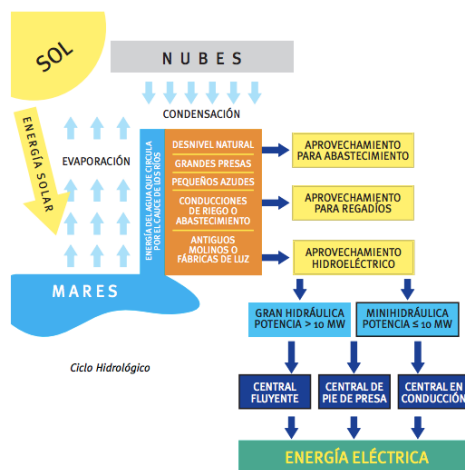 SOL
NUBES
CONDENSACIÓN
ENERGÍA SOLAR
EVAPORACIÓN
ENERGÍA DEL AGUA QUE CIRCULA
POR EL CAUCE DE LOS RÍOS
DESNIVEL NATURAL
GRANDES PRESAS
PEQUEÑOS AZUDES
CONDUCCIONES
DE RIEGO O
ABASTECIMIENTO
ANTIGUOS
MOLINOS O
FÁBRICAS DE LUZ
APROVECHAMIENTO
PARA ABASTECIMIENTO
APROVECHAMIENTO
PARA REGADÍOS
APROVECHAMIENTO
HIDROELÉCTRICO
MARES
GRAN HIDRÁULICA
POTENCIA > 10 MW
MINIHIDRÁULICA
POTENCIA ≤ 10 MW
Ciclo Hidrológico
CENTRAL
FLUYENTE
CENTRAL DE
PIE DE PRESA
CENTRAL EN
CONDUCCIÓN
ENERGÍA ELÉCTRICA